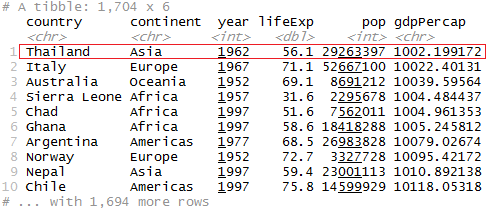 # A tibble: 1,704 x 6
country continent year lifeExp pop gdpPercap
<chr> <chr> <int> <dbl> <int> <chr>
1 Thailand Asia 1962 56.1 29263397 1002.199172
2 Italy Europe 1967 67.1 52667100 10022.40131
3 Australia Oceania 1952 69.1 8691212 10039.59564
4 Sierra Leone Africa 1957 31.6 2295678 1004.484437
5 Chad Africa 1997 51.6 7562011 1004.961353
6 Ghana Africa 1997 58.6 18418288 1005.245812
7 Argentina Americas 1977 68.5 26983828 10079.02674
8 Norway Europe 1952 72.7 3327728 10095.42172
9 Nepal Asia 1997 59.4 23001113 1010.892138
10 Chile Americas 1997 75.8 14599929 10118.05318
# ... with 1,694 more rows